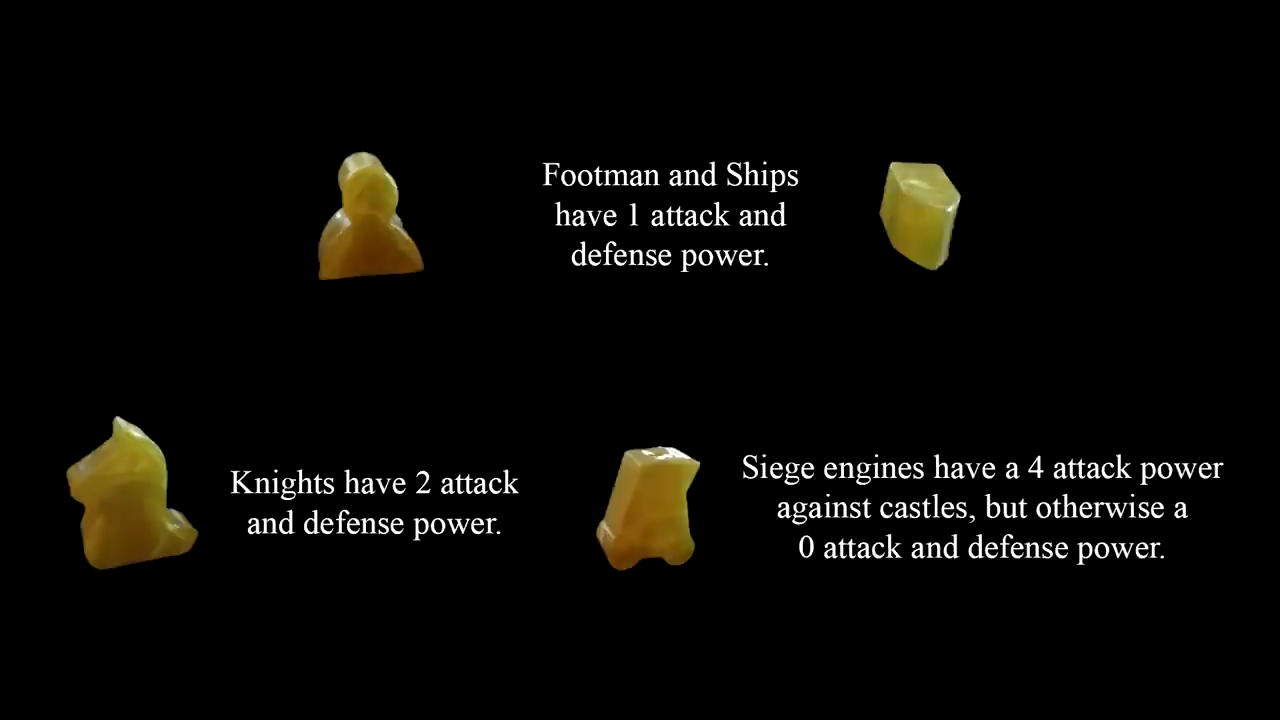 Footman and Ships
have 1 attack and
defense power.
Knights have 2 attack
and defense power.
Siege engines have a 4 attack power
against castles, but otherwise a
0 attack and defense power.